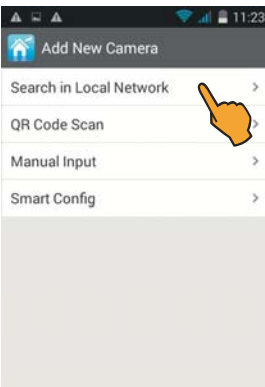 11:23
Add New Camera
Search in Local Network
QR Code Scan
Manual Input
Smart Config